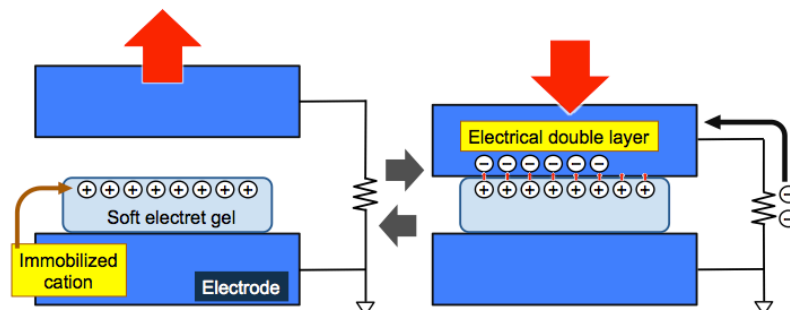 Electrical double layer
Soft electret gel
Immobilized
cation
Electrode